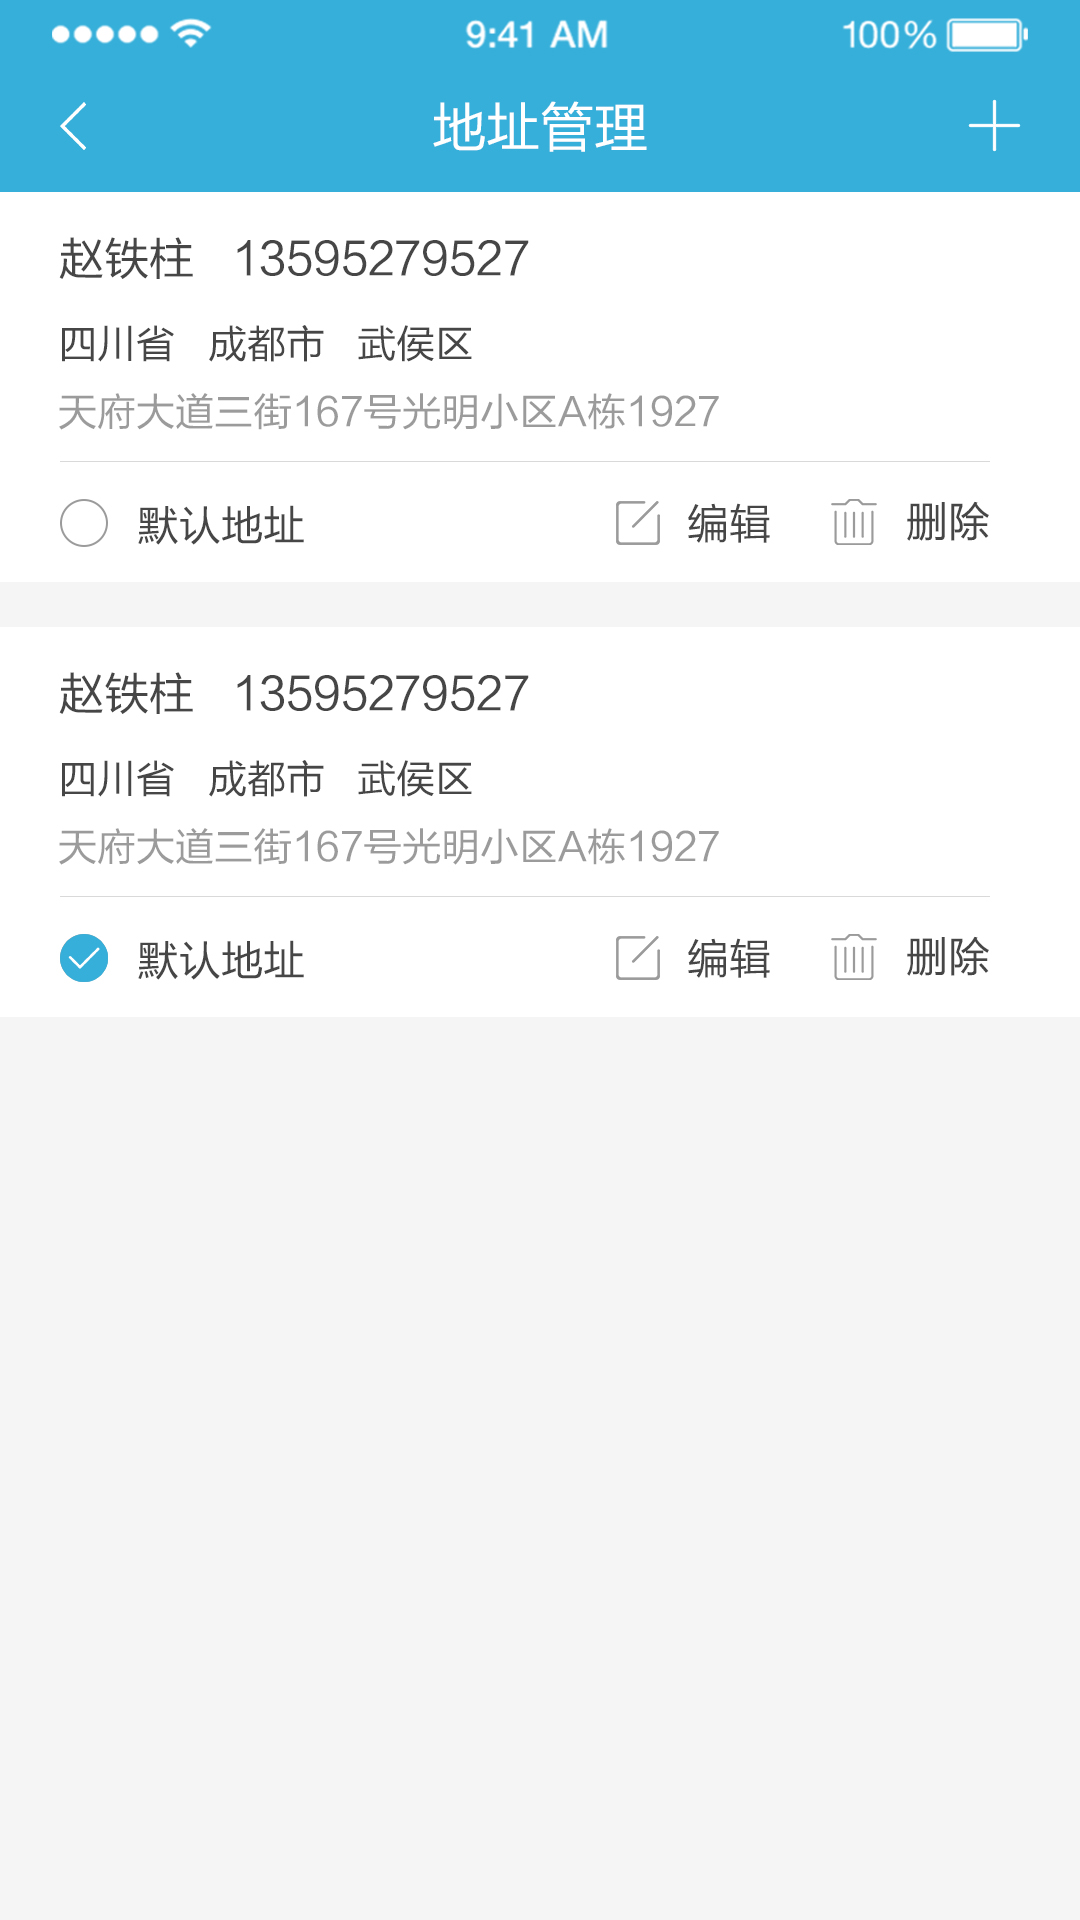 9:41 AM 100%
地址管理
赵铁柱 13595279527
四川省 成都市 武侯区
天府大道三街167号光明小区A栋1927
默认地址 编辑 删除
赵铁柱 13595279527
四川省 成都市 武侯区
天府大道三街167号光明小区A栋1927
默认地址 编辑 删除